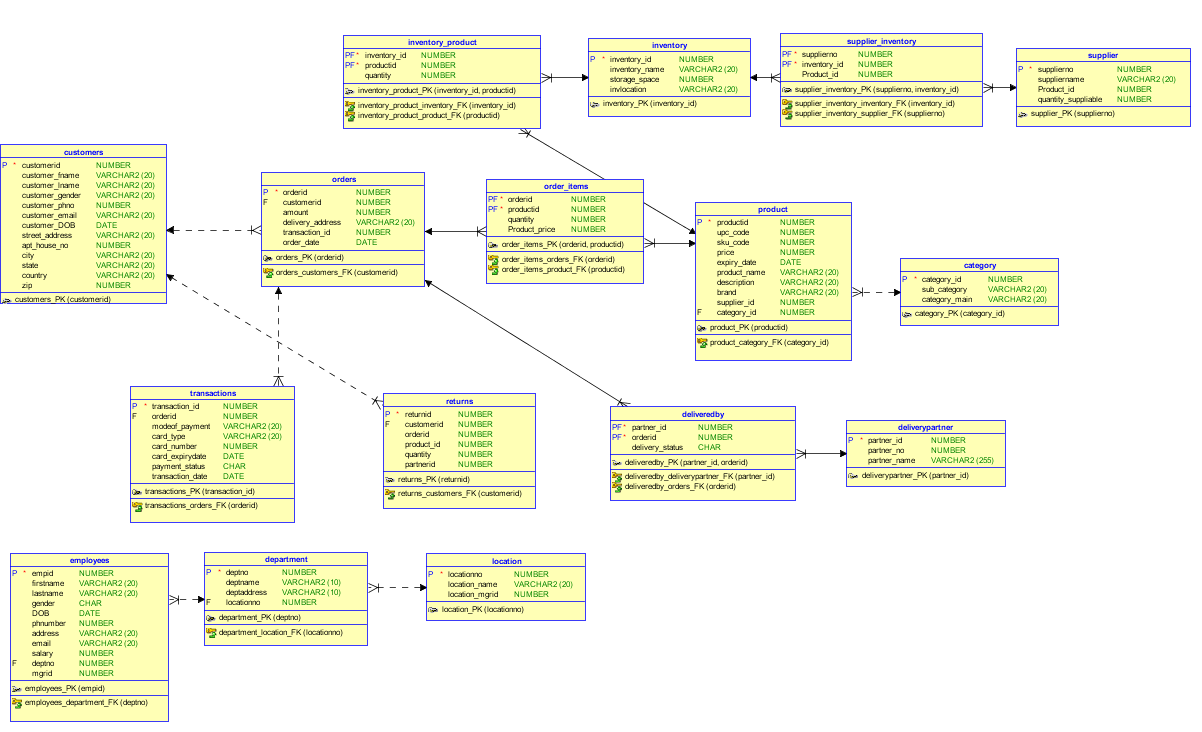 inventory_product
PF * inventory_id NUMBER
PF * productid NUMBER
quantity NUMBER
inventory_product_PK (inventory_id, productid)
inventory_product_inventory_FK (inventory_id)
inventory_product_product_FK (productid)
inventory
P * inventory_id NUMBER
inventory_name VARCHAR2 (20)
storage_space NUMBER
invlocation VARCHAR2 (20)
inventory_PK (inventory_id)
supplier_inventory
PF * supplierno NUMBER
PF * inventory_id NUMBER
Product_id NUMBER
supplier_inventory_PK (supplierno, inventory_id)
supplier_inventory_inventory_FK (inventory_id)
supplier_inventory_supplier_FK (supplierno)
supplier
P * supplierno NUMBER
suppliername VARCHAR2 (20)
Product_id NUMBER
quantity_suppliable NUMBER
supplier_PK (supplierno)
customers
P * customerid NUMBER
customer_fname VARCHAR2 (20)
customer_lname VARCHAR2 (20)
customer_gender VARCHAR2 (20)
customer_phno NUMBER
customer_email VARCHAR2 (20)
customer_DOB DATE
street_address VARCHAR2 (20)
apt_house_no NUMBER
city VARCHAR2 (20)
state VARCHAR2 (20)
country VARCHAR2 (20)
zip NUMBER
customers_PK (customerid)
orders
P * orderid NUMBER
F customerid NUMBER
amount NUMBER
delivery_address VARCHAR2 (20)
transaction_id NUMBER
order_date DATE
orders_PK (orderid)
orders_customers_FK (customerid)
order_items
PF * orderid NUMBER
PF * productid NUMBER
quantity NUMBER
Product_price NUMBER
order_items_PK (orderid, productid)
order_items_orders_FK (orderid)
order_items_product_FK (productid)
product
P * productid NUMBER
upc_code NUMBER
sku_code NUMBER
price NUMBER
expiry_date DATE
product_name VARCHAR2 (20)
description VARCHAR2 (20)
brand VARCHAR2 (20)
supplier_id NUMBER
F category_id NUMBER
product_PK (productid)
product_category_FK (category_id)
category
P * category_id NUMBER
sub_category VARCHAR2 (20)
category_main VARCHAR2 (20)
category_PK (category_id)
transactions
P * transaction_id NUMBER
F orderid NUMBER
modeof_payment VARCHAR2 (20)
card_type VARCHAR2 (20)
card_number NUMBER
card_expirydate DATE
payment_status CHAR
transaction_date DATE
transactions_PK (transaction_id)
transactions_orders_FK (orderid)
returns
P * returnid NUMBER
F customerid NUMBER
orderid NUMBER
product_id NUMBER
quantity NUMBER
partnerid NUMBER
returns_PK (returnid)
returns_customers_FK (customerid)
deliveredby
PF * partner_id NUMBER
PF * orderid NUMBER
delivery_status CHAR
deliveredby_PK (partner_id, orderid)
deliveredby_deliverypartner_FK (partner_id)
deliveredby_orders_FK (orderid)
deliverypartner
P * partner_id NUMBER
partner_no NUMBER
partner_name VARCHAR2 (255)
deliverypartner_PK (partner_id)
employees
P * empid NUMBER
firstname VARCHAR2 (20)
lastname VARCHAR2 (20)
gender CHAR
DOB DATE
phnumber NUMBER
address VARCHAR2 (20)
email VARCHAR2 (20)
salary NUMBER
F deptno NUMBER
mgrid NUMBER
employees_PK (empid)
employees_department_FK (deptno)
department
P * deptno NUMBER
deptname VARCHAR2 (10)
deptaddress VARCHAR2 (10)
F locationno NUMBER
department_PK (deptno)
department_location_FK (locationno)
location
P * locationno NUMBER
location_name VARCHAR2 (20)
location_mgrid NUMBER
location_PK (locationno)